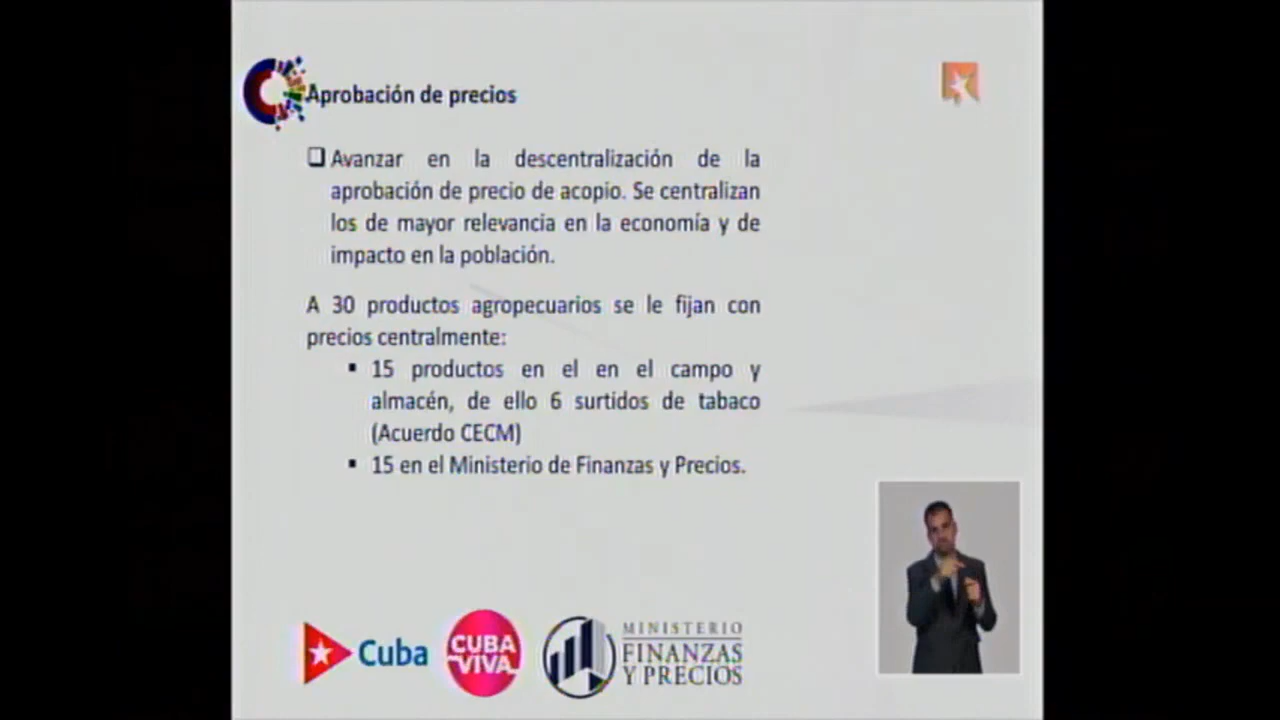 Aprobación de precios
❑ Avanzar en la descentralización de la
aprobación de precio de acopio. Se centralizan
los de mayor relevancia en la economía y de
impacto en la población.
A 30 productos agropecuarios se le fijan con
precios centralmente:
▪ 15 productos en el en el campo y
almacén, de ello 6 surtidos de tabaco
(Acuerdo CECM)
▪ 15 en el Ministerio de Finanzas y Precios.
Cuba
CUBA
VIVA
MINISTERIO
FINANZAS
Y PRECIOS